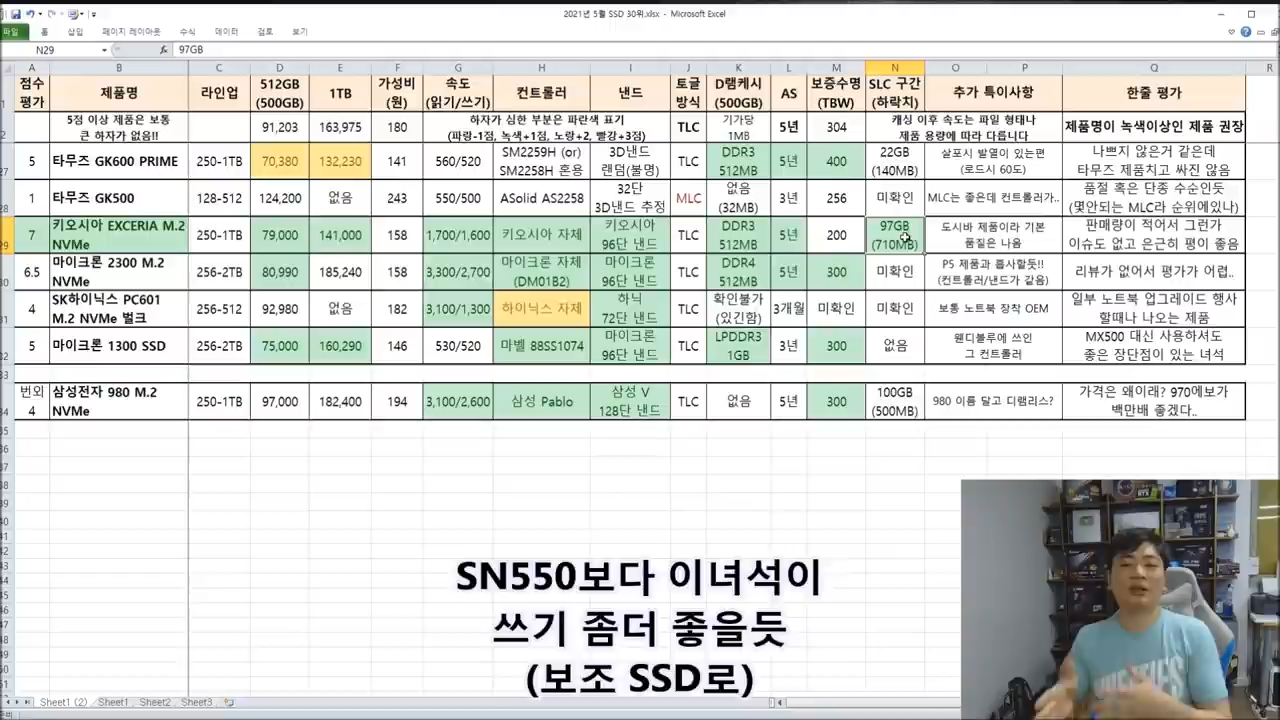 2021년 5월 SSD 30위.xlsx - Microsoft Excel
파일 홈 삽입 페이지 레이아웃 수식 데이터 검토 보기
N29 fx 97GB
A B C D E F G H I J K L M N O P Q R
점수 평가 제품명 라인업 512GB (500GB) 1TB 가성비 (원) 속도 (읽기/쓰기) 컨트롤러 낸드 토글 방식 D램케시 (500GB) AS 보증수명 (TBW) SLC 구간 (하락치) 추가 특이사항 한줄 평가
5점 이상 제품은 보통 큰 하자가 없음!! 91,203 163,975 180 하자가 심한 부분은 파란색 표기 (파랑-1점, 녹색+1점, 노랑+2, 빨강+3점) TLC 기가당 1MB 5년 304 캐싱 이후 속도는 파일 형태나 제품 용량에 따라 다릅니다 제품명이 녹색이상인 제품 권장
5 타무즈 GK600 PRIME 250-1TB 70,380 132,230 141 560/520 SM2259H (or) SM2258H 혼용 3D낸드 랜덤(불명) TLC DDR3 512MB 5년 400 22GB (140MB) 살포시 발열이 있는편 (로드시 60도) 나쁘지 않은거 같은데 타무즈 제품치고 싸진 않음
1 타무즈 GK500 128-512 124,200 없음 243 550/500 ASolid AS2258 32단 3D낸드 추정 MLC 없음 (32MB) 3년 256 미확인 MLC는 좋은데 컨트롤러가.. 품절 혹은 단종 수순인듯 (몇안되는 MLC라 순위에있나)
7 키오시아 EXCERIA M.2 NVMe 250-1TB 79,000 141,000 158 1,700/1,600 키오시아 자체 키오시아 96단 낸드 TLC DDR3 512MB 5년 200 97GB (710MB) 도시바 제품이라 기본 품질은 나음 판매량이 적어서 그런가 이슈도 없고 은근히 평이 좋음
6.5 마이크론 2300 M.2 NVMe 256-2TB 80,990 185,240 158 3,300/2,700 마이크론 자체 (DM01B2) 마이크론 96단 낸드 TLC DDR4 512MB 5년 300 미확인 P5 제품과 흡사할듯!! (컨트롤러/낸드가 같음) 리뷰가 없어서 평가가 어렵..
4 SK하이닉스 PC601 M.2 NVMe 벌크 256-512 92,980 없음 182 3,100/1,300 하이닉스 자체 하닉 72단 낸드 TLC 확인불가 (있긴함) 3개월 미확인 미확인 보통 노트북 장착 OEM 일부 노트북 업그레이드 행사 할때나 나오는 제품
5 마이크론 1300 SSD 256-2TB 75,000 160,290 146 530/520 마벨 88SS1074 마이크론 96단 낸드 TLC LPDDR3 1GB 3년 300 없음 웬디블루에 쓰인 그 컨트롤러 MX500 대신 사용하셔도 좋은 장단점이 있는 녀석
번외 4 삼성전자 980 M.2 NVMe 250-1TB 97,000 182,400 194 3,100/2,600 삼성 Pablo 삼성 V 128단 낸드 TLC 없음 5년 300 100GB (500MB) 980 이름 달고 디램리스? 가격은 왜이래? 970에보가 백만배 좋겠다..
SN550보다 이녀석이
쓰기 좀더 좋을듯
(보조 SSD로)
Sheet1 (2) Sheet1 Sheet2 Sheet3